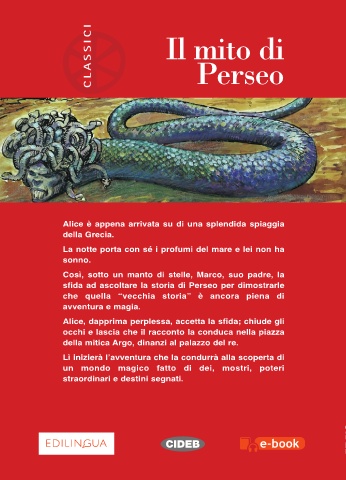 CLASSICI
Il mito di
Perseo
Alice è appena arrivata su di una splendida spiaggia
della Grecia.
La notte porta con sé i profumi del mare e lei non ha
sonno.
Così, sotto un manto di stelle, Marco, suo padre, la
sfida ad ascoltare la storia di Perseo per dimostrarle
che quella “vecchia storia” è ancora piena di
avventura e magia.
Alice, dapprima perplessa, accetta la sfida; chiude gli
occhi e lascia che il racconto la conduca nella piazza
della mitica Argo, dinanzi al palazzo del re.
Lì inizierà l’avventura che la condurrà alla scoperta di
un mondo magico fatto di dei, mostri, poteri
straordinari e destini segnati.
EDILINGUA
CIDEB
e-book